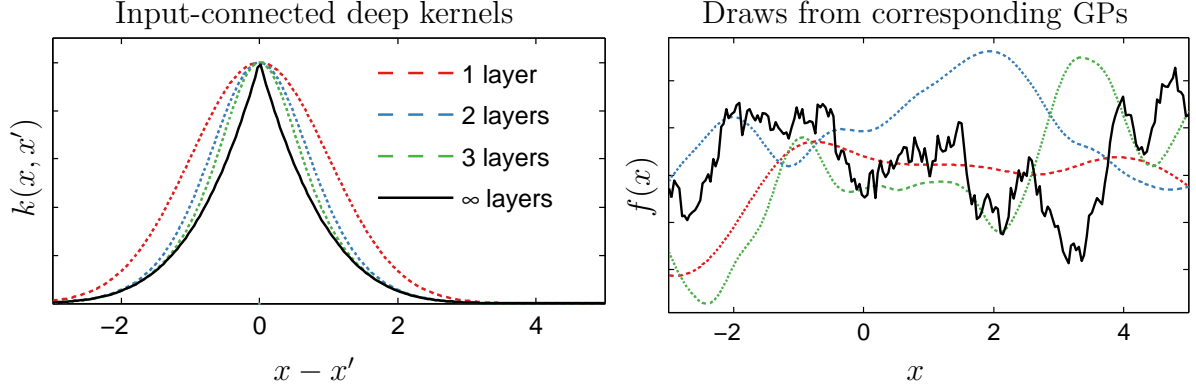 Input-connected deep kernels
k(x, x′)
1 layer
2 layers
3 layers
∞ layers
−2 0 2 4
x − x′
Draws from corresponding GPs
f(x)
−2 0 2 4
x